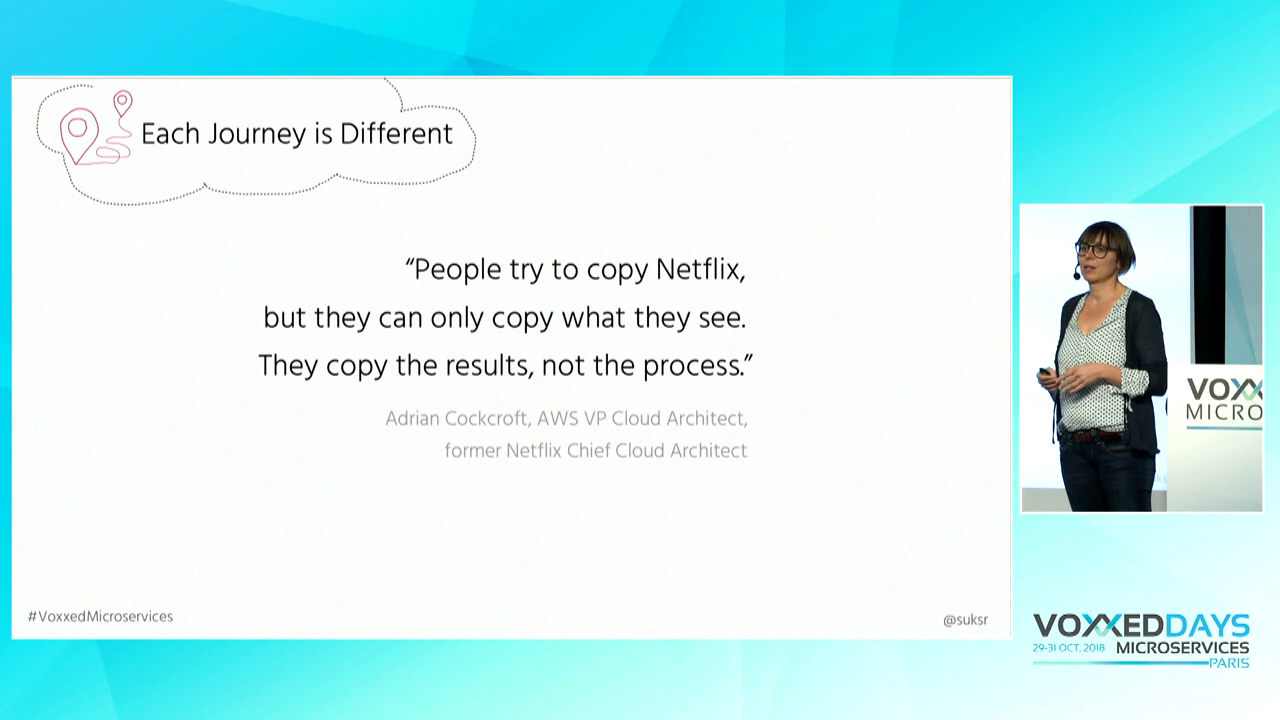 Each Journey is Different
“People try to copy Netflix,
but they can only copy what they see.
They copy the results, not the process.”
Adrian Cockcroft, AWS VP Cloud Architect,
former Netflix Chief Cloud Architect
#VoxxedMicroservices
@suksr
VOXX
MICRO
VOXXEDDAYS
29-31 OCT, 2018 MICROSERVICES
PARIS